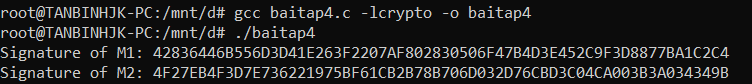 root@TANBINHJK-PC:/mnt/d# gcc baitap4.c -lcrypto -o baitap4
root@TANBINHJK-PC:/mnt/d# ./baitap4
Signature of M1: 42836446B556D3D41E263F2207AF802830506F47B4D3E452C9F3D8877BA1C2C4
Signature of M2: 4F27EB4F3D7E736221975BF61CB2B78B706D032D76CBD3C04CA003B3A034349B